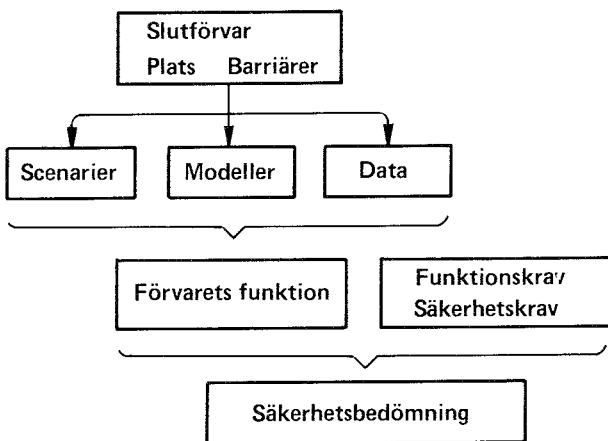 Slutförvar
Plats Barriärer
Scenarier Modeller Data
Förvarets funktion
Funktionskrav
Säkerhetskrav
Säkerhetsbedömning